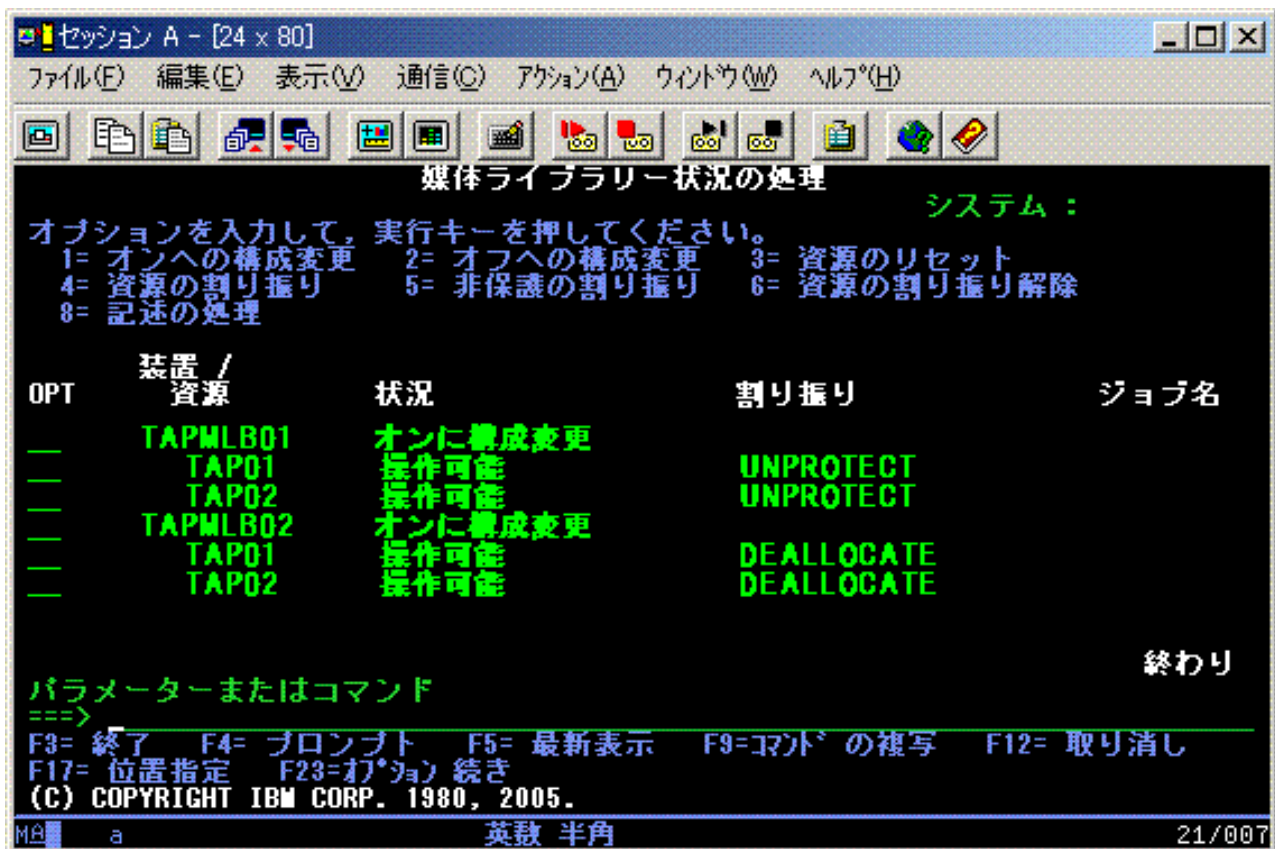 セッション A - [24 x 80]
ファイル(F) 編集(E) 表示(V) 通信(C) アクション(A) ウィンドウ(W) ヘルプ(H)
媒体ライブラリー状況の処理
システム :
オプションを入力して, 実行キーを押してください。
1= オンへの構成変更 2= オフへの構成変更 3= 資源のリセット
4= 資源の割り振り 5= 非保護の割り振り 6= 資源の割り振り解除
8= 記述の処理
装置 /
OPT 資源 状況 割り振り ジョブ名
TAPMLB01 オンに構成変更
TAP01 操作可能 UNPROTECT
TAP02 操作可能 UNPROTECT
TAPMLB02 オンに構成変更
TAP01 操作可能 DEALLOCATE
TAP02 操作可能 DEALLOCATE
終わり
パラメーターまたはコマンド
===>
F3= 終了 F4= プロンプト F5= 最新表示 F9=コマンド の複写 F12= 取り消し
F17= 位置指定 F23=オプション 続き
(C) COPYRIGHT IBM CORP. 1980, 2005.
MA a 英数 半角 21/007